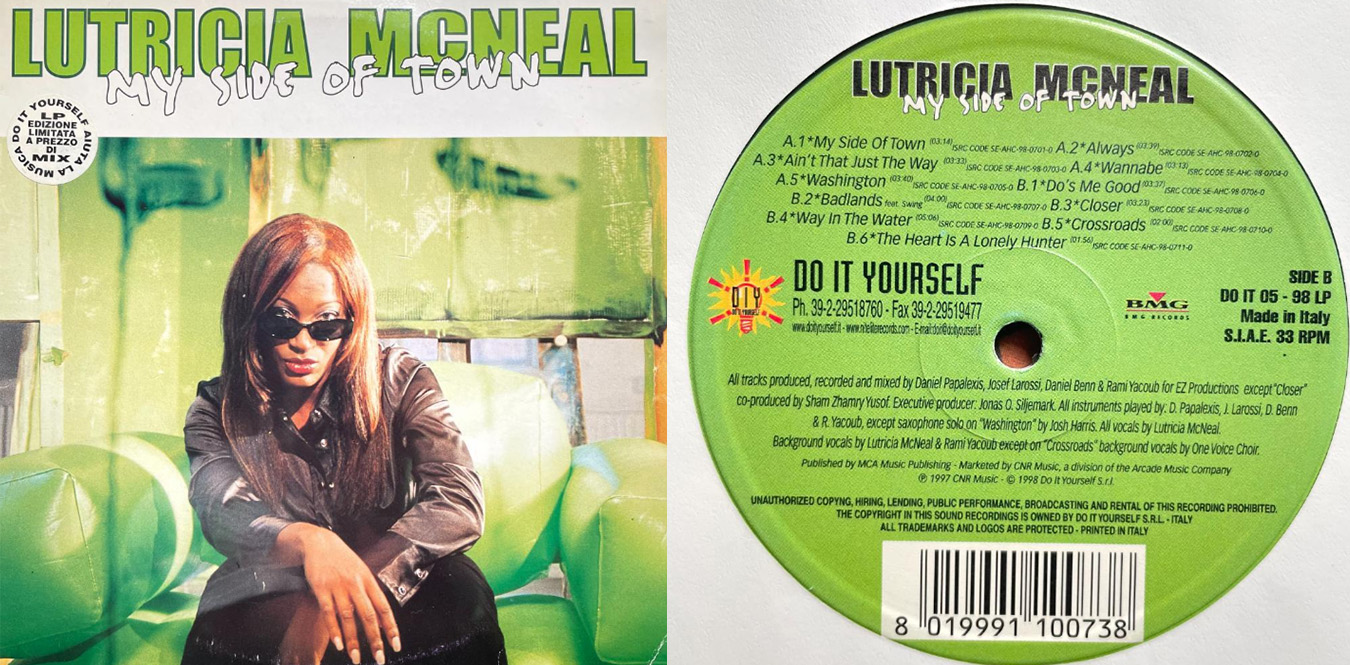 LUTRICIA MCNEAL
MY SIDE OF TOWN
DO IT YOURSELF AIUTA LA MUSICA
LP
EDIZIONE
LIMITATA
A PREZZO
DI
MIX
LUTRICIA MCNEAL
MY SIDE OF TOWN
A.1*My Side Of Town (03:14) ISRC CODE SE-AHC-98-0701-0 A.2*Always (03:39) ISRC CODE SE-AHC-98-0702-0
A.3*Ain't That Just The Way (03:33) ISRC CODE SE-AHC-98-0703-0 A.4*Wannabe (03:13) ISRC CODE SE-AHC-98-0704-0
A.5*Washington (03:40) ISRC CODE SE-AHC-98-0705-0 B.1*Do's Me Good (03:37) ISRC CODE SE-AHC-98-0706-0
B.2*Badlands feat. Swing (04:00) ISRC CODE SE-AHC-98-0707-0 B.3*Closer (03:23) ISRC CODE SE-AHC-98-0708-0
B.4*Way In The Water (05:06) ISRC CODE SE-AHC-98-0709-0 B.5*Crossroads (02:00) ISRC CODE SE-AHC-98-0710-0
B.6*The Heart Is A Lonely Hunter (01:56) ISRC CODE SE-AHC-98-0711-0
DIY
DO IT YOURSELF
DO IT YOURSELF
Ph. 39-2-29518760 - Fax 39-2-29519477
www.doityourself.it - www.nitelierecords.com - E-mail:doit@doityourself.it
BMG
BMG RECORDS
SIDE B
DO IT 05 - 98 LP
Made in Italy
S.I.A.E. 33 RPM
All tracks produced, recorded and mixed by Daniel Papalexis, Josef Larossi, Daniel Benn & Rami Yacoub for EZ Productions except "Closer"
co-produced by Sham Zhamry Yusof. Executive producer: Jonas O. Siljemark. All instruments played by: D. Papalexis, J. Larossi, D. Benn
& R. Yacoub, except saxophone solo on "Washington" by Josh Harris. All vocals by Lutricia McNeal.
Background vocals by Lutricia McNeal & Rami Yacoub except on "Crossroads" background vocals by One Voice Choir.
Published by MCA Music Publishing - Marketed by CNR Music, a division of the Arcade Music Company
℗ 1997 CNR Music - © 1998 Do It Yourself S.r.l.
UNAUTHORIZED COPYNG, HIRING, LENDING, PUBLIC PERFORMANCE, BROADCASTING AND RENTAL OF THIS RECORDING PROHIBITED.
THE COPYRIGHT IN THIS SOUND RECORDINGS IS OWNED BY DO IT YOURSELF S.R.L. - ITALY
ALL TRADEMARKS AND LOGOS ARE PROTECTED - PRINTED IN ITALY
8 019991 100738